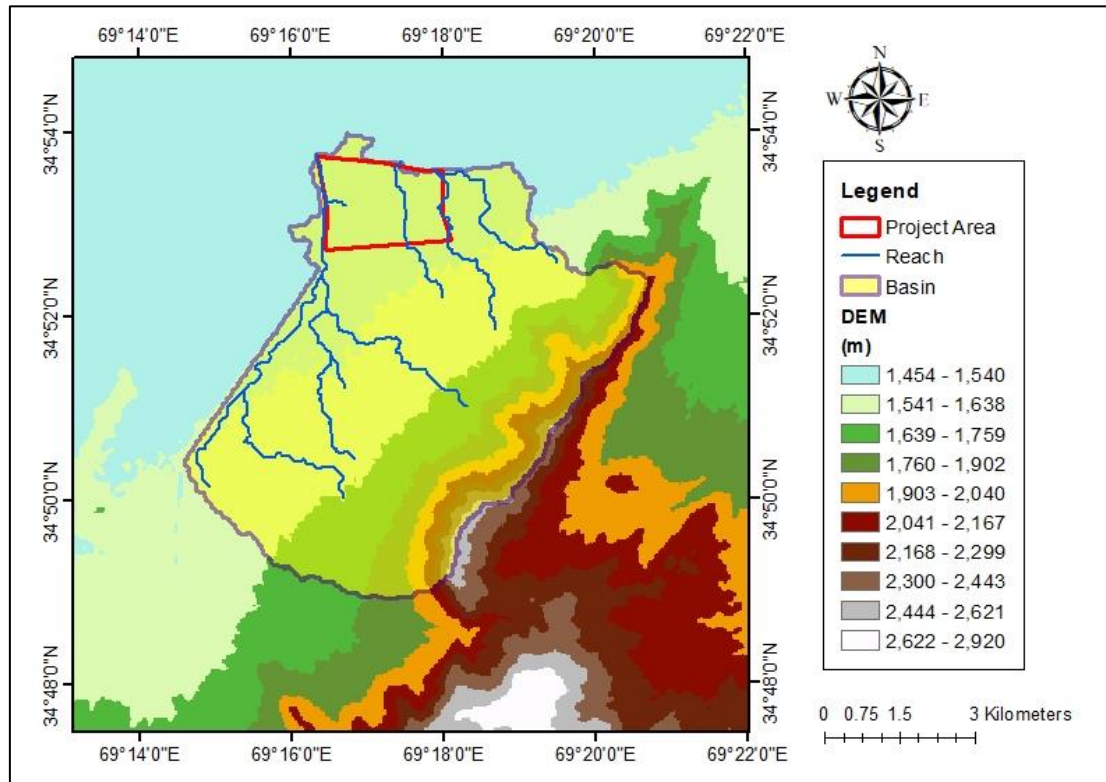 69°14'0"E 69°16'0"E 69°18'0"E 69°20'0"E 69°22'0"E
34°54'0"N
34°52'0"N
34°50'0"N
34°48'0"N
34°54'0"N
34°52'0"N
34°50'0"N
34°48'0"N
69°14'0"E 69°16'0"E 69°18'0"E 69°20'0"E 69°22'0"E
N
W E
S
Legend
Project Area
Reach
Basin
DEM
(m)
1,454 - 1,540
1,541 - 1,638
1,639 - 1,759
1,760 - 1,902
1,903 - 2,040
2,041 - 2,167
2,168 - 2,299
2,300 - 2,443
2,444 - 2,621
2,622 - 2,920
0 0.75 1.5 3 Kilometers